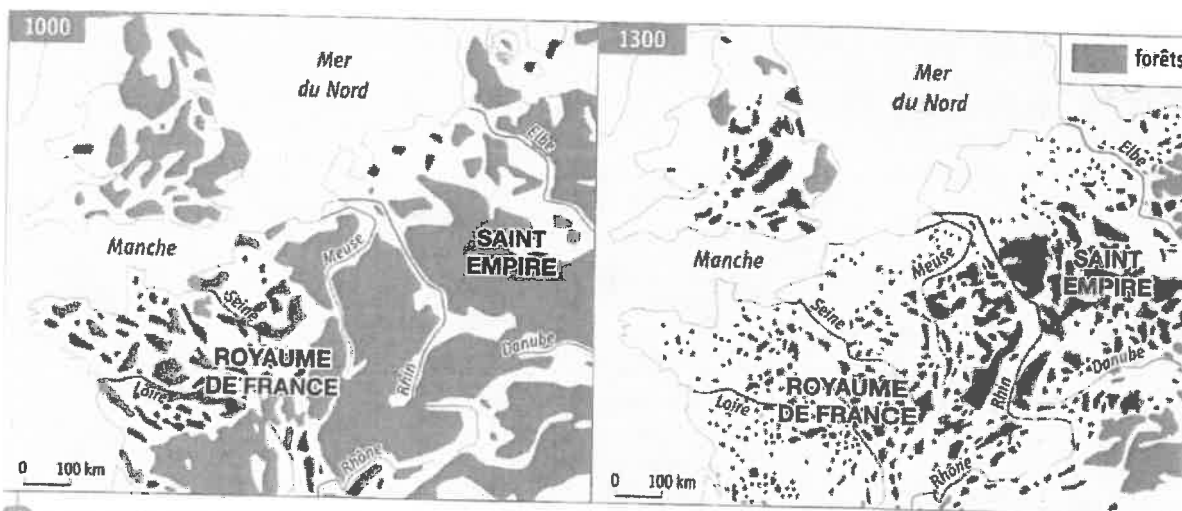 1000
Mer
du Nord
Elbe
Manche
Meuse
SAINT
EMPIRE
Seine
ROYAUME
DE FRANCE
Danube
Rhin
Loire
Rhône
0 100 km
1300
forêts
Mer
du Nord
Elbe
Manche
Meuse
SAINT
EMPIRE
Seine
Danube
ROYAUME
DE FRANCE
Rhin
Loire
Rhône
0 100 km